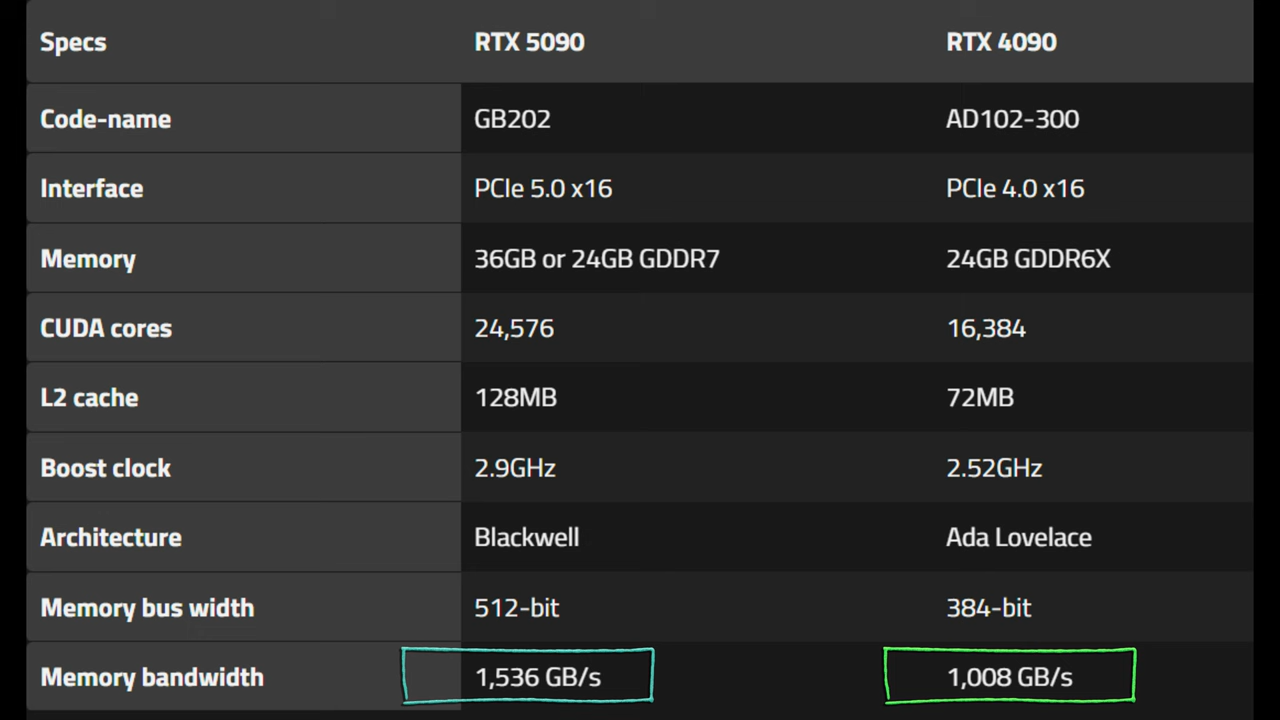 Specs RTX 5090 RTX 4090
Code-name GB202 AD102-300
Interface PCIe 5.0 x16 PCIe 4.0 x16
Memory 36GB or 24GB GDDR7 24GB GDDR6X
CUDA cores 24,576 16,384
L2 cache 128MB 72MB
Boost clock 2.9GHz 2.52GHz
Architecture Blackwell Ada Lovelace
Memory bus width 512-bit 384-bit
Memory bandwidth 1,536 GB/s 1,008 GB/s